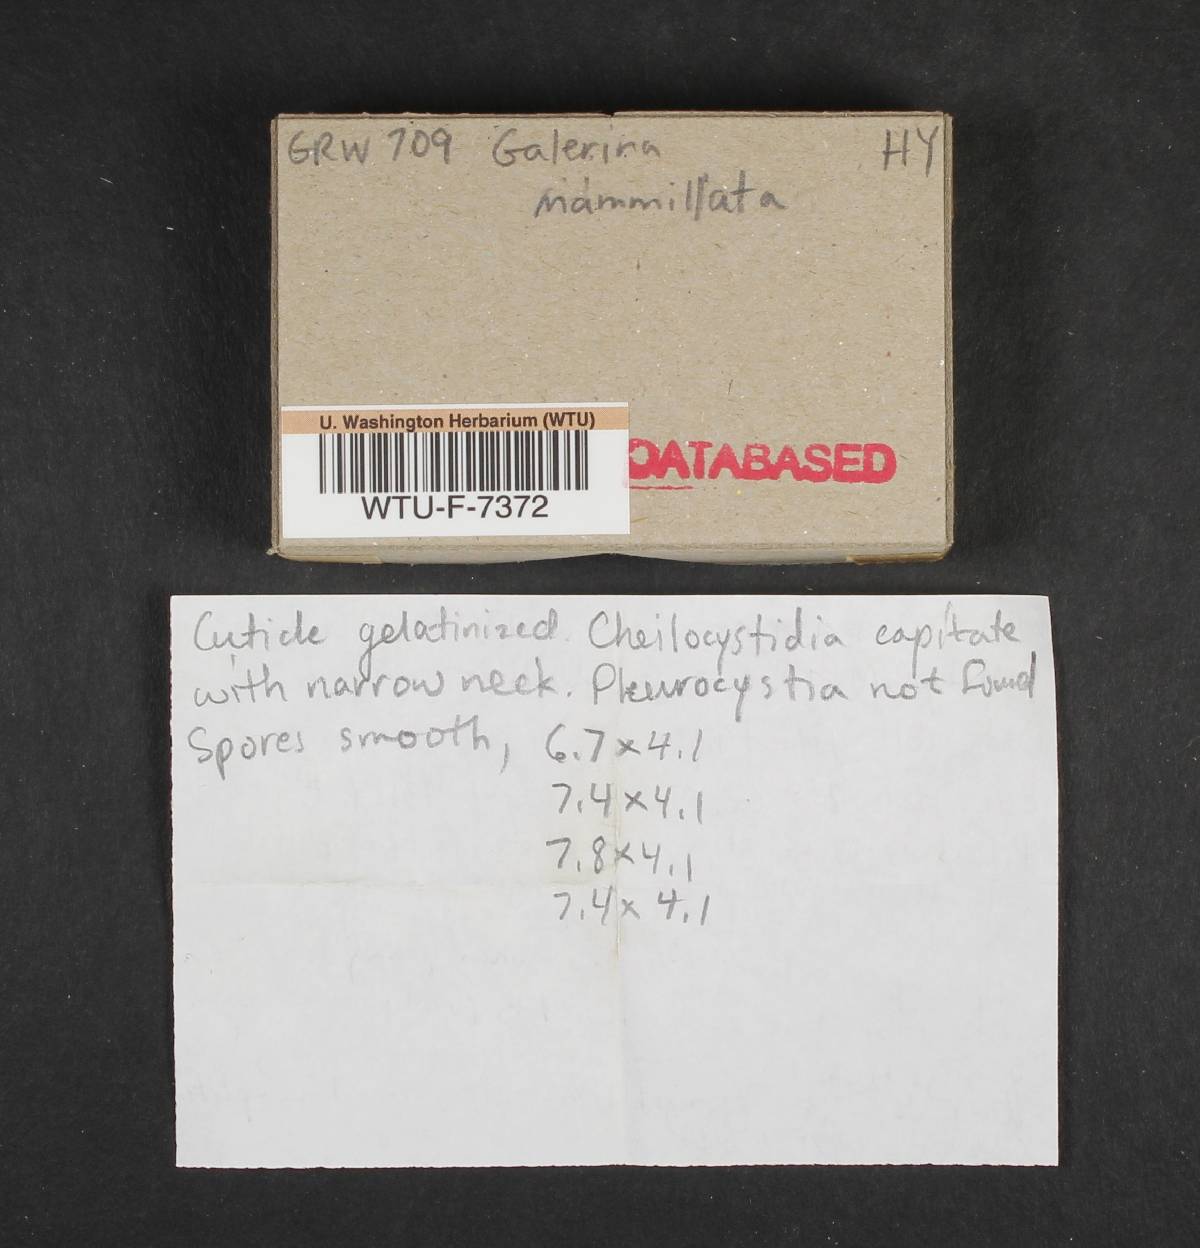 GRW 709 Galerina HY
mammillata
U. Washington Herbarium (WTU)
WTU-F-7372
DATABASED
Cuticle gelatinized. Cheilocystidia capitate
with narrow neck. Pleurocystia not found
Spores smooth, 6.7 x 4.1
7.4 x 4.1
7.8 x 4.1
7.4 x 4.1